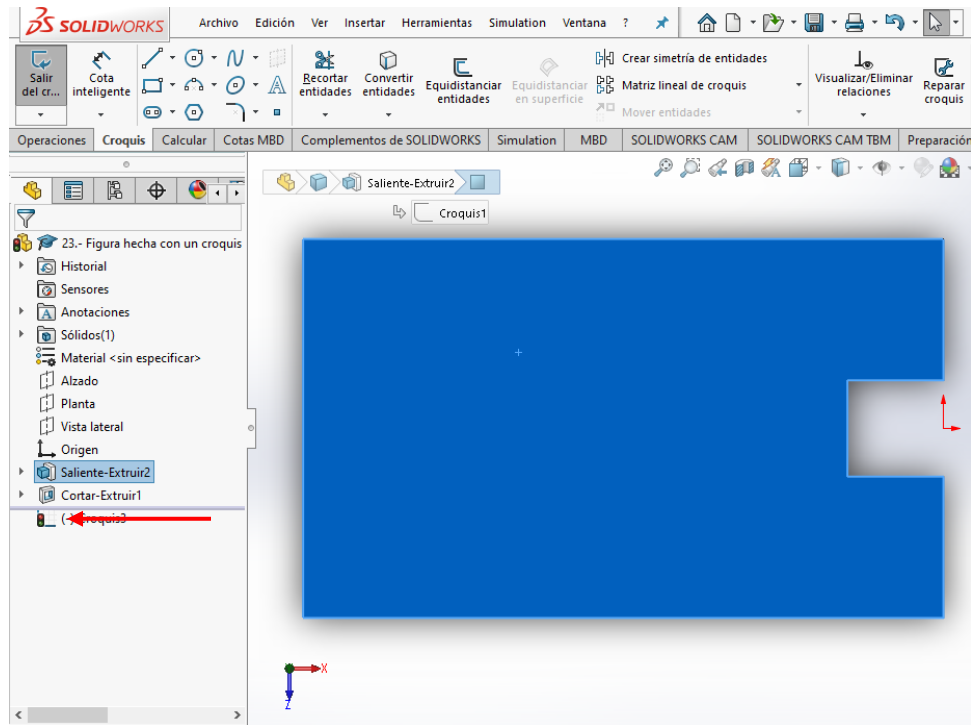 SOLIDWORKS Archivo Edición Ver Insertar Herramientas Simulation Ventana ?
Salir del cr...
Cota inteligente
Recortar entidades
Convertir entidades
Equidistanciar entidades
Equidistanciar en superficie
Crear simetría de entidades
Matriz lineal de croquis
Mover entidades
Visualizar/Eliminar relaciones
Reparar croquis
Operaciones Croquis Calcular Cotas MBD Complementos de SOLIDWORKS Simulation MBD SOLIDWORKS CAM SOLIDWORKS CAM TBM Preparación
Saliente-Extruir2
Croquis1
23.- Figura hecha con un croquis
Historial
Sensores
Anotaciones
Sólidos(1)
Material <sin especificar>
Alzado
Planta
Vista lateral
Origen
Saliente-Extruir2
Cortar-Extruir1
(-) Croquis3
X
Z